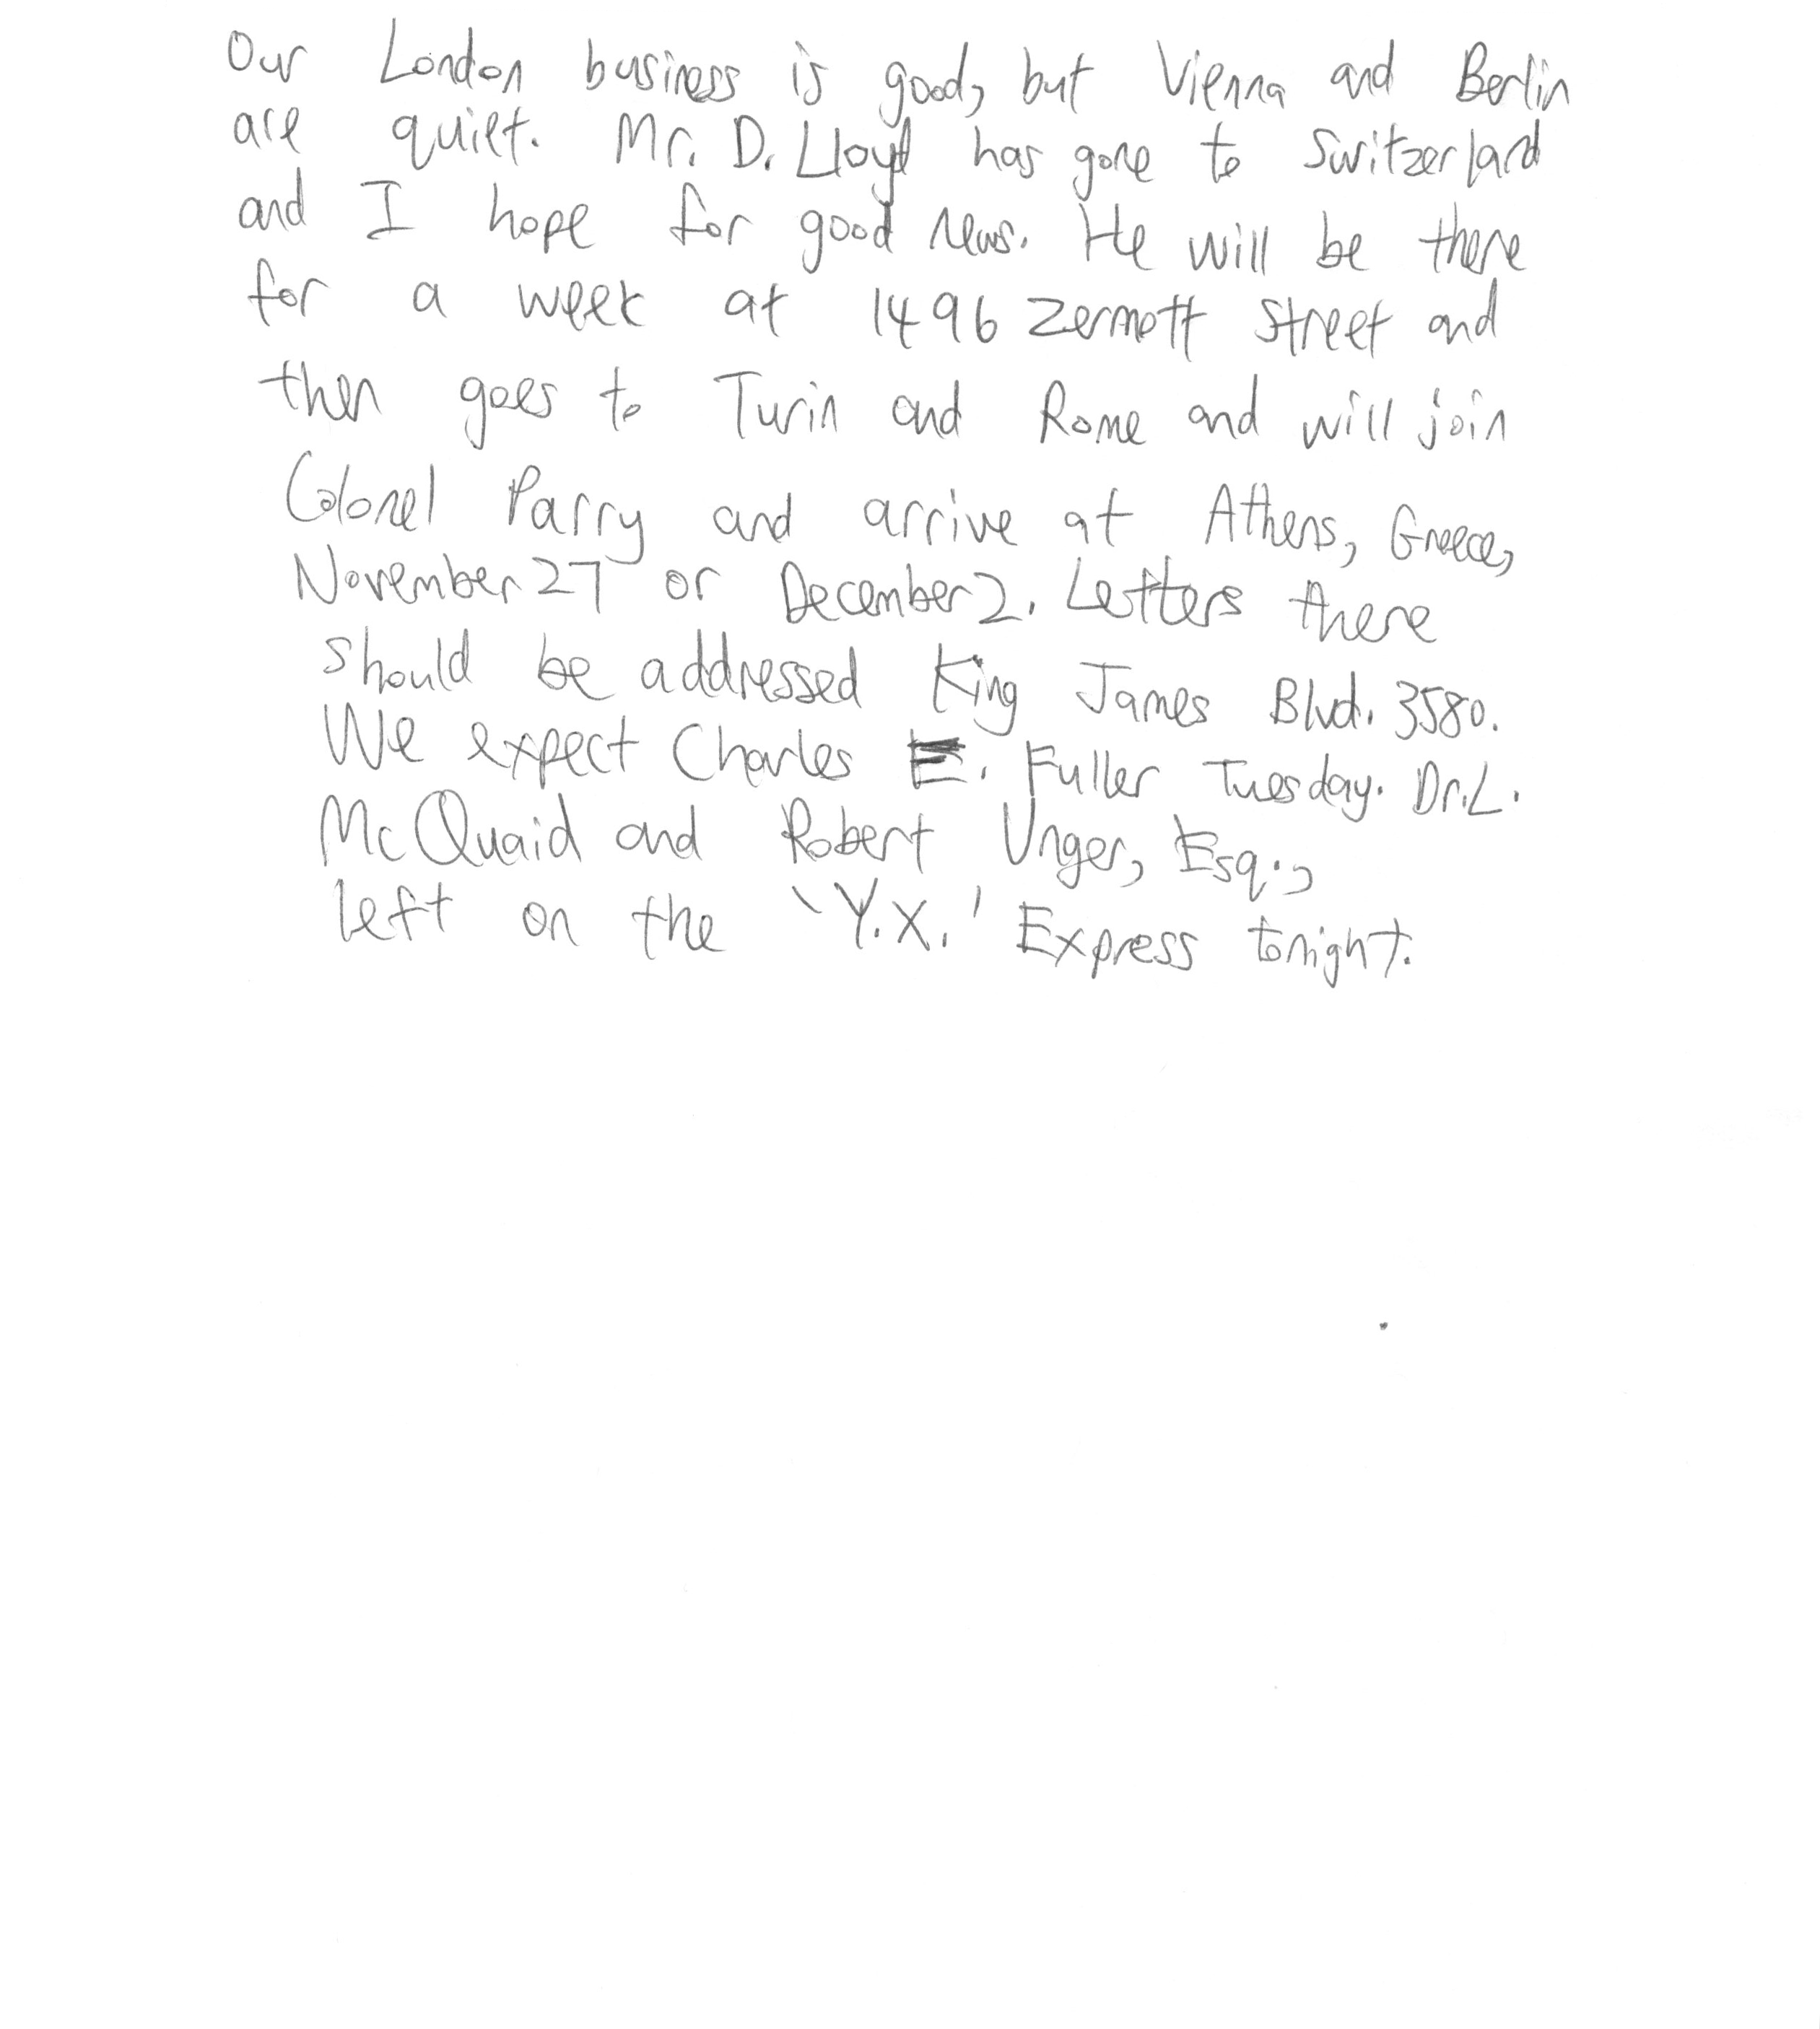 Our London business is good, but Vienna and Berlin
are quiet. Mr. D. Lloyd has gone to Switzerland
and I hope for good news. He will be there
for a week at 1496 Zermott Street and
then goes to Turin and Rome and will join
Colonel Parry and arrive at Athens, Greece,
November 27 or December 2. Letters there
should be addressed King James Blvd. 3580.
We expect Charles E. Fuller Tuesday. Dr. L.
McQuaid and Robert Unger, Esq.,
left on the 'Y.X.' Express tonight.